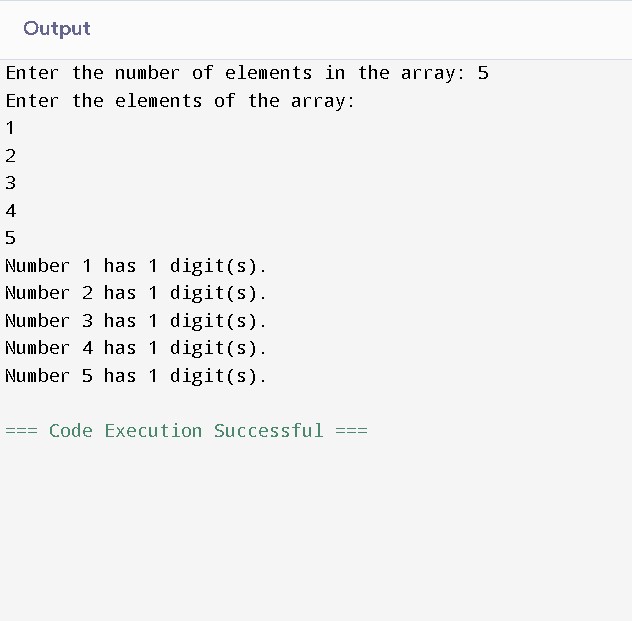 Output
Enter the number of elements in the array: 5
Enter the elements of the array:
1
2
3
4
5
Number 1 has 1 digit(s).
Number 2 has 1 digit(s).
Number 3 has 1 digit(s).
Number 4 has 1 digit(s).
Number 5 has 1 digit(s).
=== Code Execution Successful ===